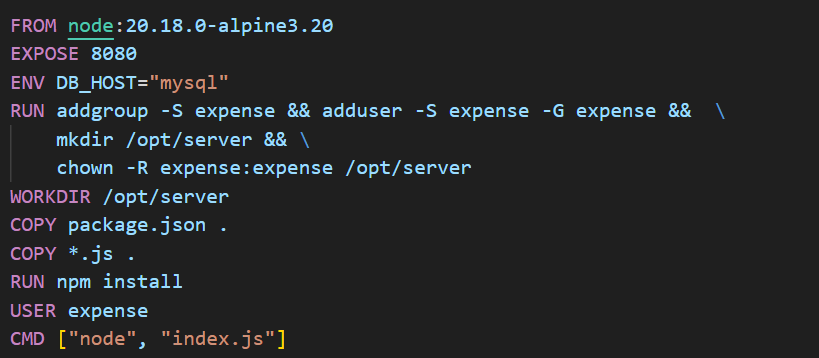 FROM node:20.18.0-alpine3.20
EXPOSE 8080
ENV DB_HOST="mysql"
RUN addgroup -S expense && adduser -S expense -G expense &&  \
    mkdir /opt/server && \
    chown -R expense:expense /opt/server
WORKDIR /opt/server
COPY package.json .
COPY *.js .
RUN npm install
USER expense
CMD ["node", "index.js"]